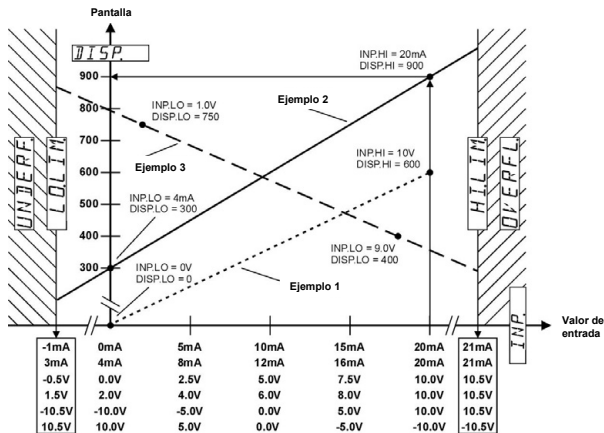 Pantalla
DISP.
INP.HI = 20mA
DISP.HI = 900
900
800
700
600
500
400
300
Ejemplo 2
INP.LO = 1.0V
DISP.LO = 750
INP.HI = 10V
DISP.HI = 600
Ejemplo 3
INP.LO = 4mA
DISP.LO = 300
INP.LO = 9.0V
DISP.LO = 400
INP.LO = 0V
DISP.LO = 0
Ejemplo 1
UNDERF.
LO.LIM.
HI.LIM.
OVERFL.
INP.
Valor de
entrada
-1mA 0mA 5mA 10mA 15mA 20mA 21mA
3mA 4mA 8mA 12mA 16mA 20mA 21mA
-0.5V 0.0V 2.5V 5.0V 7.5V 10.0V 10.5V
1.5V 2.0V 4.0V 6.0V 8.0V 10.0V 10.5V
-10.5V -10.0V -5.0V 0.0V 5.0V 10.0V 10.5V
10.5V 10.0V 5.0V 0.0V -5.0V -10.0V -10.5V